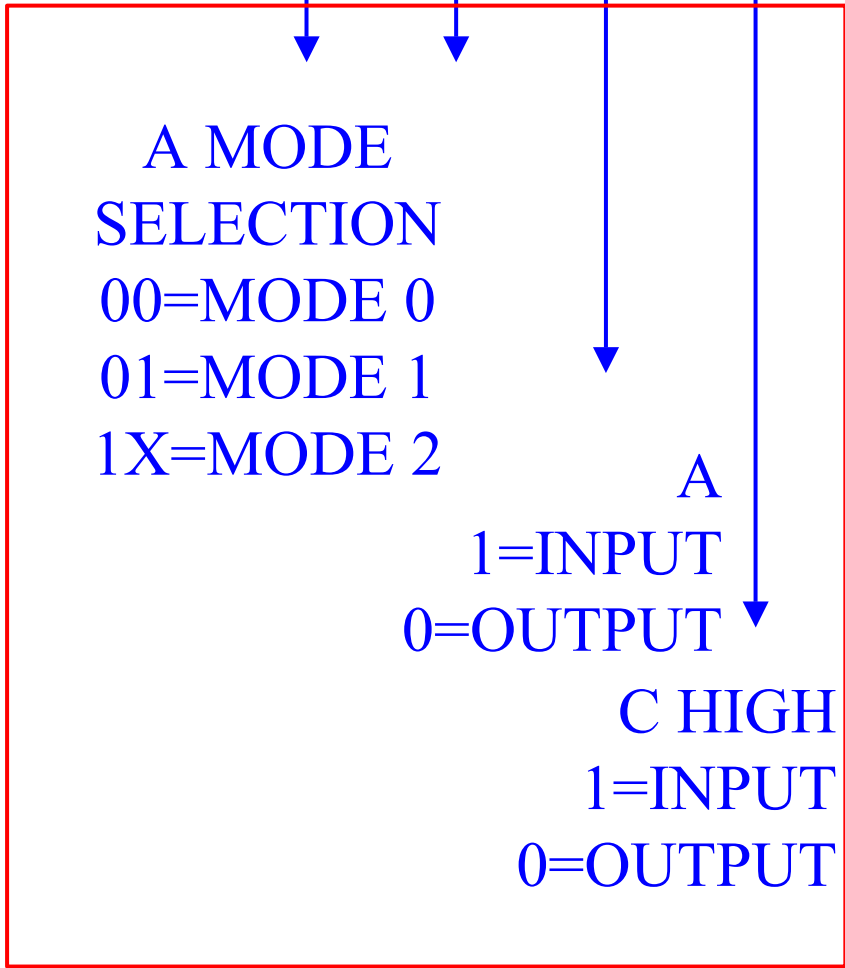 A MODE
SELECTION
00=MODE 0
01=MODE 1
1X=MODE 2
A
1=INPUT
0=OUTPUT
C HIGH
1=INPUT
0=OUTPUT